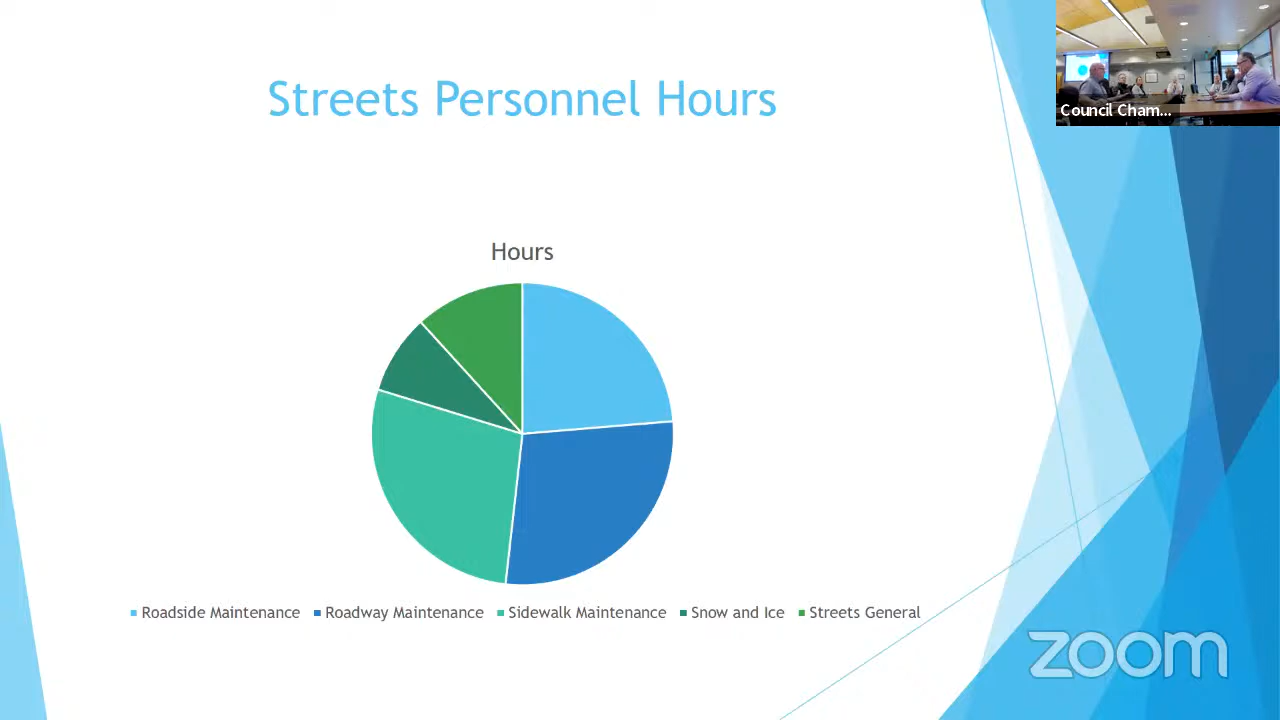 Council Cham...
Streets Personnel Hours
Hours
Roadside Maintenance Roadway Maintenance Sidewalk Maintenance Snow and Ice Streets General
zoom